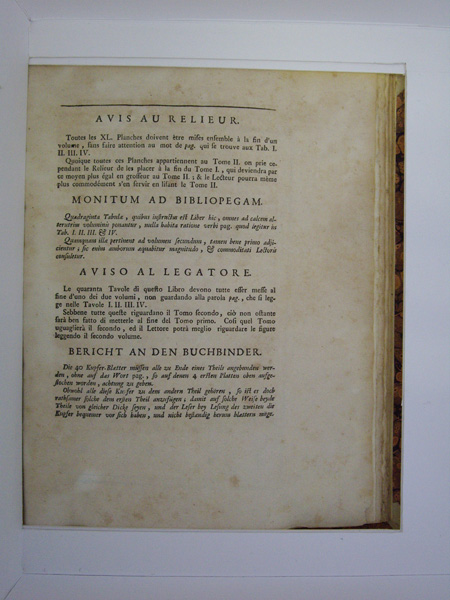 AVIS AU RELIEUR.
Toutes les XL. Planches doivent être mises ensemble à la fin d'un
volume, sans faire attention au mot de pag. qui se trouve aux Tab. I.
II. III. IV.
Quoique toutes ces Planches appartiennent au Tome II. on prie ce-
pendant le Relieur de les placer à la fin du Tome I., qui deviendra par
ce moyen plus égal en grosseur au Tome II.; & le Lecteur pourra même
plus commodément s'en servir en lisant le Tome II.
MONITUM AD BIBLIOPEGAM.
Quadraginta Tabulæ, quibus instructus est Liber hic, omnes ad calcem al-
terutrius voluminis ponantur, nulla habita ratione verbi pag. quod legitur in
Tab. I. II. III. & IV.
Quamquam illæ pertinent ad volumen secundum, tamen bene primo adji-
cientur; sic enim amborum æquabitur magnitudo, & commoditati Lectoris
consuletur.
AVISO AL LEGATORE.
Le quaranta Tavole di questo Libro devono tutte esser messe al
fine d'uno dei due volumi, non guardando alla parola pag., che si leg-
ge nelle Tavole I. II. III. IV.
Sebbene tutte queste riguardano il Tomo secondo, ciò non ostante
sarà ben fatto di metterle al fine del Tomo primo. Così quel Tomo
uguaglierà il secondo, ed il Lettore potrà meglio riguardare le figure
leggendo il secondo volume.
BERICHT AN DEN BUCHBINDER.
Die 40 Kupfer-Blatter müssen alle zu Ende eines Theils angebunden wer-
den, ohne auf das Wort pag., so auf denen 4 ersten Platten oben aufge-
stochen worden, achtung zu geben.
Obwohl alle diese Kupfer zu dem andern Theil gehören, so ist es doch
rathsamer solche dem ersten Theil anzufügen; damit auf solche Weise beyde
Theile von gleicher Dicke seyen, und der Leser bey Lesung des zweiten die
Kupfer bequemer vor sich haben, und nicht beständig herum blattern möge.